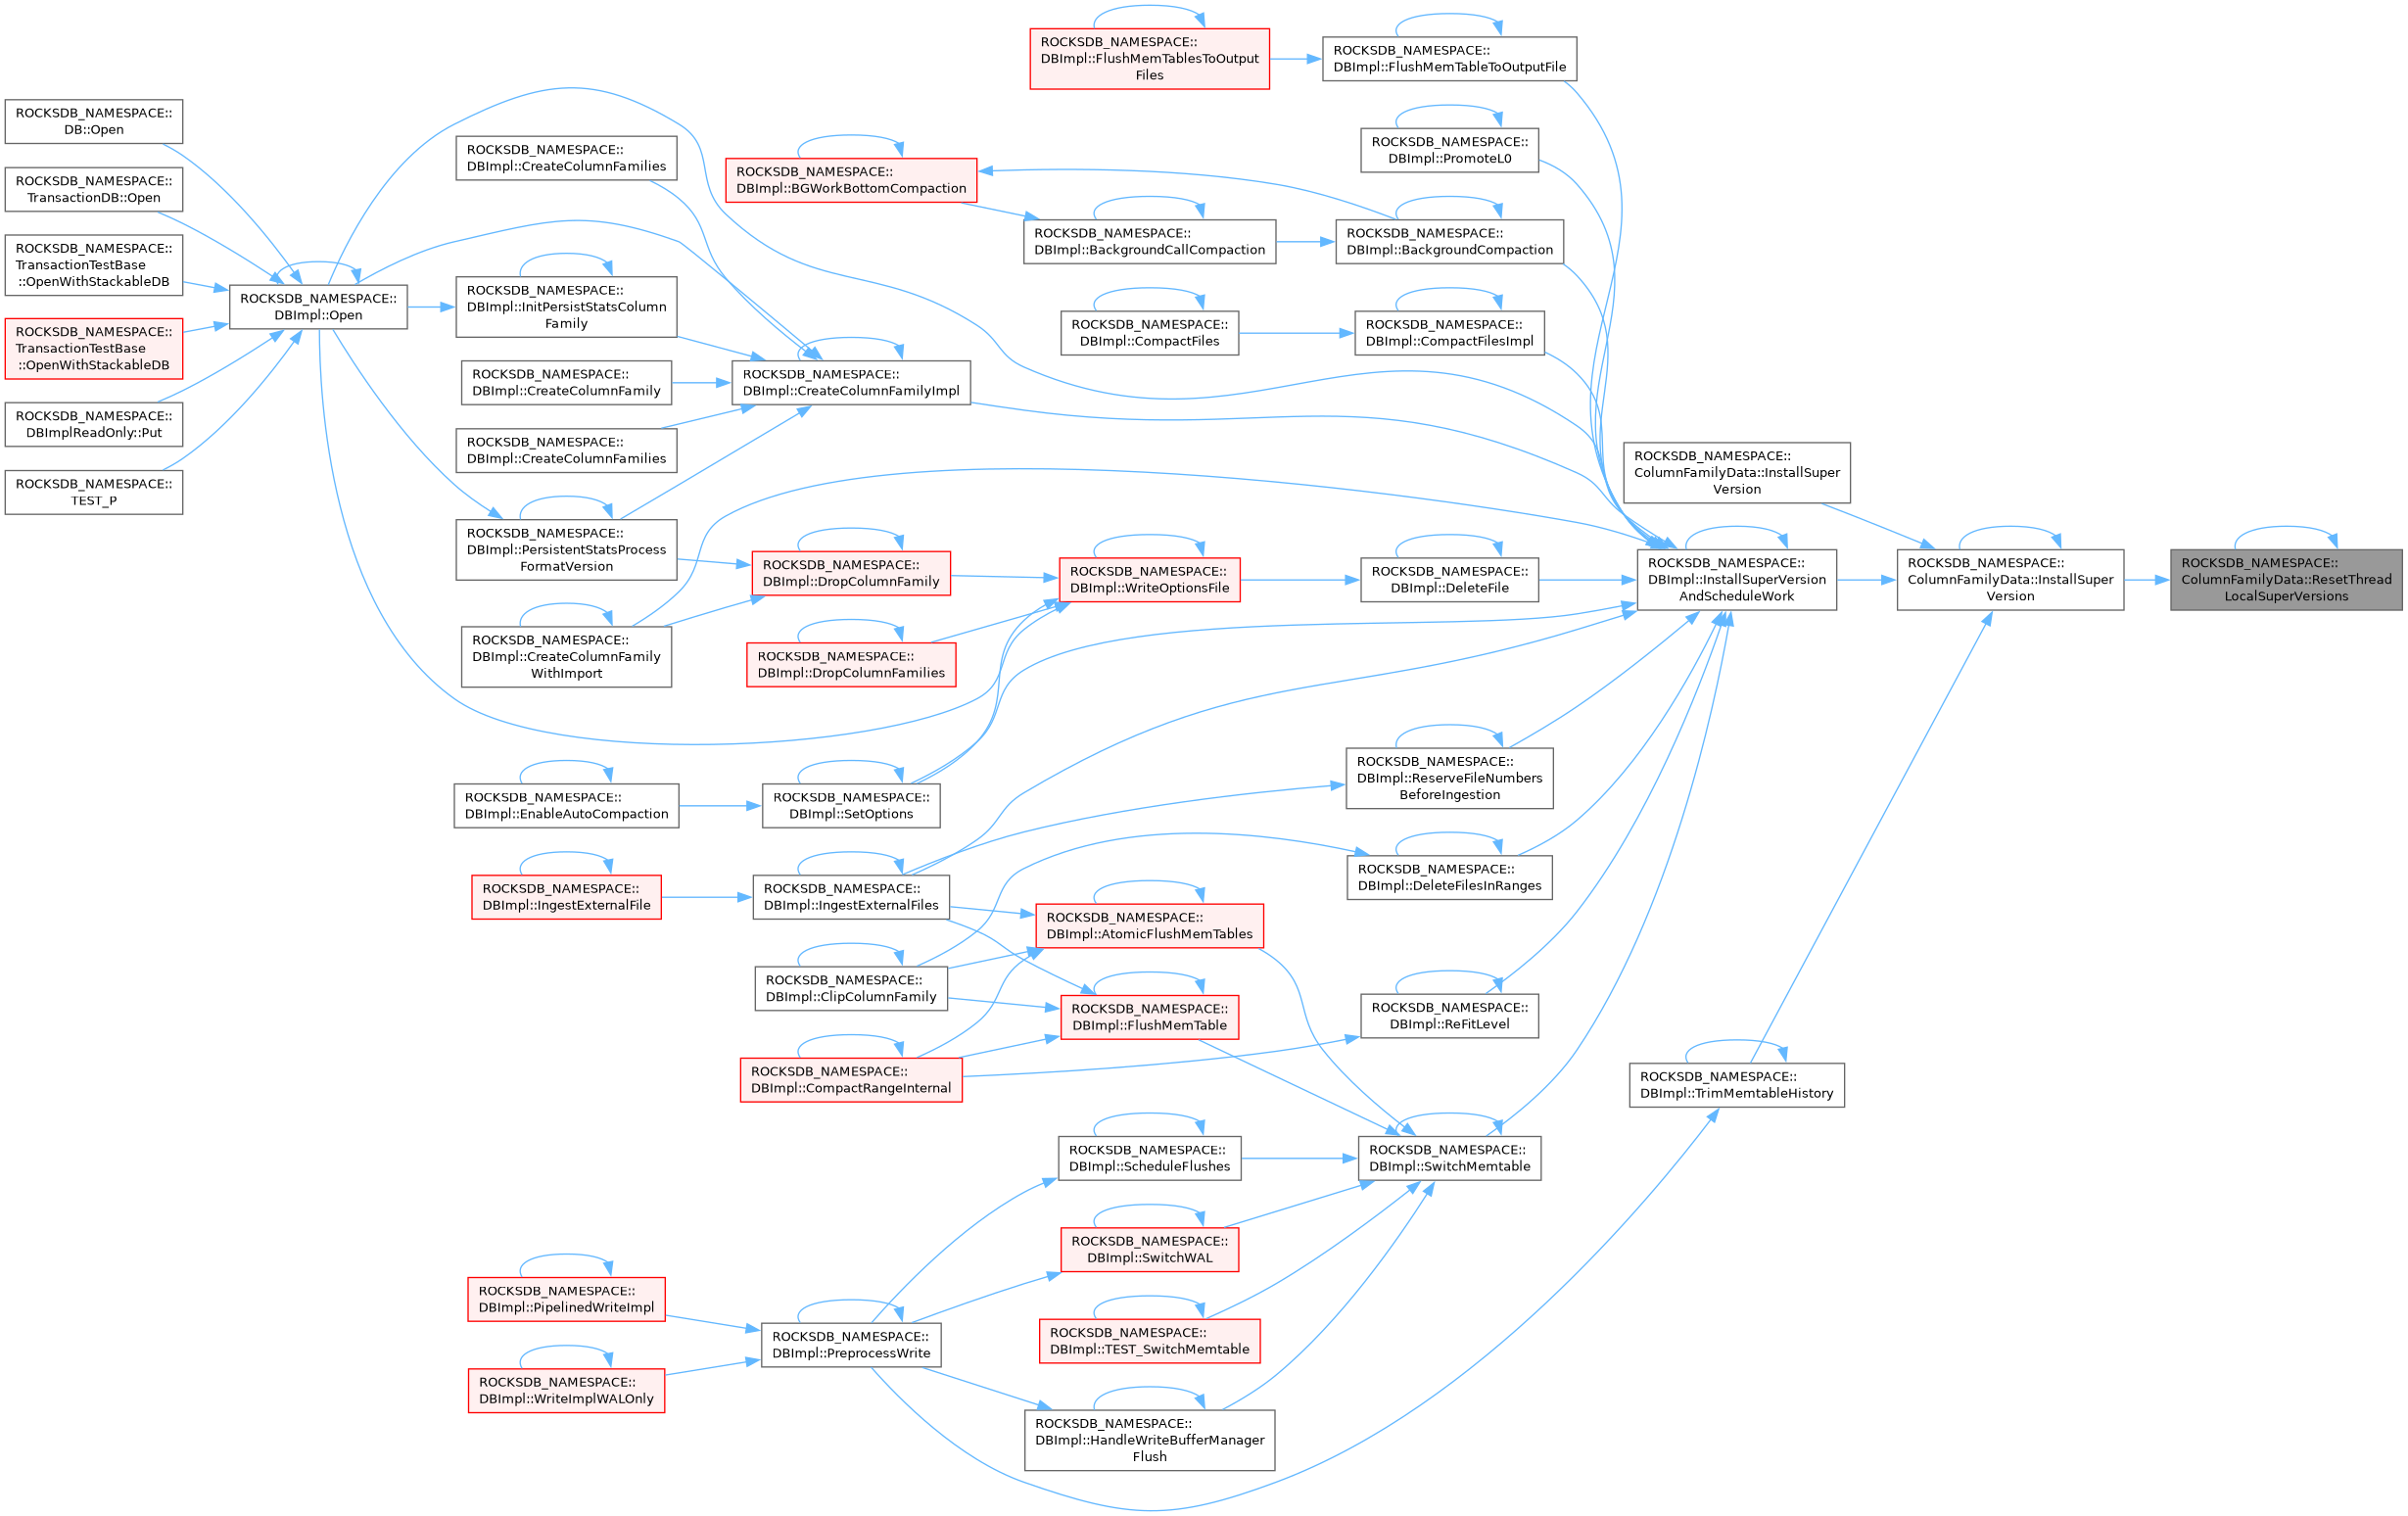 ROCKSDB_NAMESPACE::
DBImpl::FlushMemTablesToOutput
Files
ROCKSDB_NAMESPACE::
DBImpl::FlushMemTableToOutputFile
ROCKSDB_NAMESPACE::
DB::Open
ROCKSDB_NAMESPACE::
TransactionDB::Open
ROCKSDB_NAMESPACE::
TransactionTestBase
::OpenWithStackableDB
ROCKSDB_NAMESPACE::
TransactionTestBase
::OpenWithStackableDB
ROCKSDB_NAMESPACE::
DBImplReadOnly::Put
ROCKSDB_NAMESPACE::
TEST_P
ROCKSDB_NAMESPACE::
DBImpl::Open
ROCKSDB_NAMESPACE::
DBImpl::CreateColumnFamilies
ROCKSDB_NAMESPACE::
DBImpl::InitPersistStatsColumn
Family
ROCKSDB_NAMESPACE::
DBImpl::CreateColumnFamily
ROCKSDB_NAMESPACE::
DBImpl::CreateColumnFamilies
ROCKSDB_NAMESPACE::
DBImpl::PersistentStatsProcess
FormatVersion
ROCKSDB_NAMESPACE::
DBImpl::CreateColumnFamily
WithImport
ROCKSDB_NAMESPACE::
DBImpl::EnableAutoCompaction
ROCKSDB_NAMESPACE::
DBImpl::IngestExternalFile
ROCKSDB_NAMESPACE::
DBImpl::PipelinedWriteImpl
ROCKSDB_NAMESPACE::
DBImpl::WriteImplWALOnly
ROCKSDB_NAMESPACE::
DBImpl::BGWorkBottomCompaction
ROCKSDB_NAMESPACE::
DBImpl::CreateColumnFamilyImpl
ROCKSDB_NAMESPACE::
DBImpl::DropColumnFamily
ROCKSDB_NAMESPACE::
DBImpl::DropColumnFamilies
ROCKSDB_NAMESPACE::
DBImpl::SetOptions
ROCKSDB_NAMESPACE::
DBImpl::IngestExternalFiles
ROCKSDB_NAMESPACE::
DBImpl::ClipColumnFamily
ROCKSDB_NAMESPACE::
DBImpl::CompactRangeInternal
ROCKSDB_NAMESPACE::
DBImpl::PreprocessWrite
ROCKSDB_NAMESPACE::
DBImpl::BackgroundCallCompaction
ROCKSDB_NAMESPACE::
DBImpl::CompactFiles
ROCKSDB_NAMESPACE::
DBImpl::WriteOptionsFile
ROCKSDB_NAMESPACE::
DBImpl::AtomicFlushMemTables
ROCKSDB_NAMESPACE::
DBImpl::FlushMemTable
ROCKSDB_NAMESPACE::
DBImpl::ScheduleFlushes
ROCKSDB_NAMESPACE::
DBImpl::SwitchWAL
ROCKSDB_NAMESPACE::
DBImpl::TEST_SwitchMemtable
ROCKSDB_NAMESPACE::
DBImpl::HandleWriteBufferManager
Flush
ROCKSDB_NAMESPACE::
DBImpl::PromoteL0
ROCKSDB_NAMESPACE::
DBImpl::BackgroundCompaction
ROCKSDB_NAMESPACE::
DBImpl::CompactFilesImpl
ROCKSDB_NAMESPACE::
DBImpl::DeleteFile
ROCKSDB_NAMESPACE::
DBImpl::ReserveFileNumbers
BeforeIngestion
ROCKSDB_NAMESPACE::
DBImpl::DeleteFilesInRanges
ROCKSDB_NAMESPACE::
DBImpl::ReFitLevel
ROCKSDB_NAMESPACE::
DBImpl::SwitchMemtable
ROCKSDB_NAMESPACE::
ColumnFamilyData::InstallSuper
Version
ROCKSDB_NAMESPACE::
DBImpl::InstallSuperVersion
AndScheduleWork
ROCKSDB_NAMESPACE::
DBImpl::TrimMemtableHistory
ROCKSDB_NAMESPACE::
ColumnFamilyData::InstallSuper
Version
ROCKSDB_NAMESPACE::
ColumnFamilyData::ResetThread
LocalSuperVersions